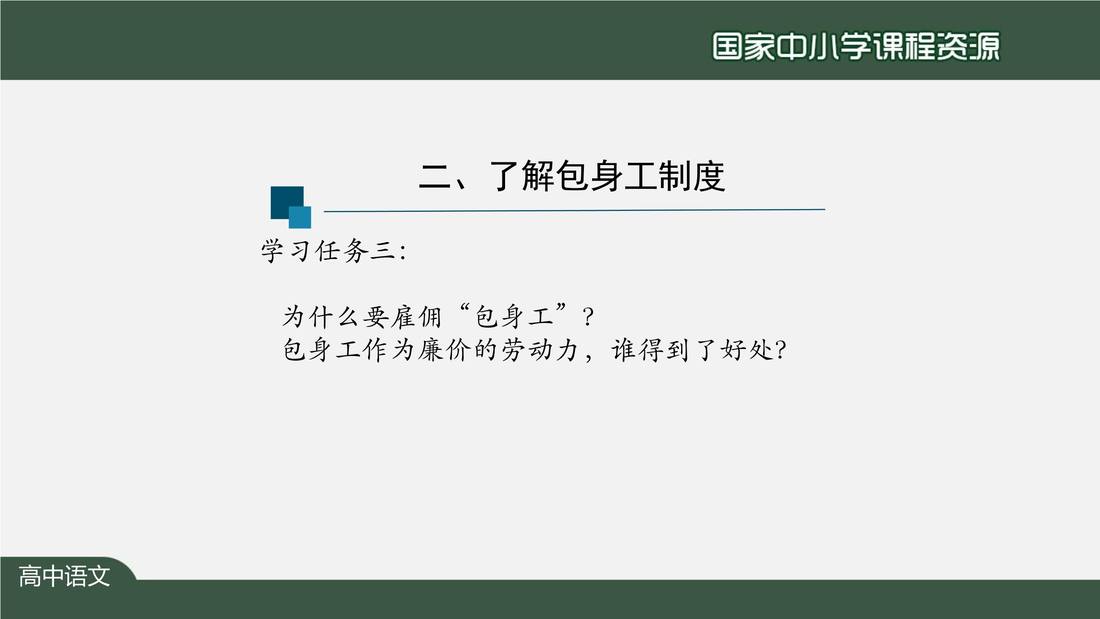 国家中小学课程资源
二、了解包身工制度
学习任务三：
为什么要雇佣“包身工”？
包身工作为廉价的劳动力，谁得到了好处？
高中语文